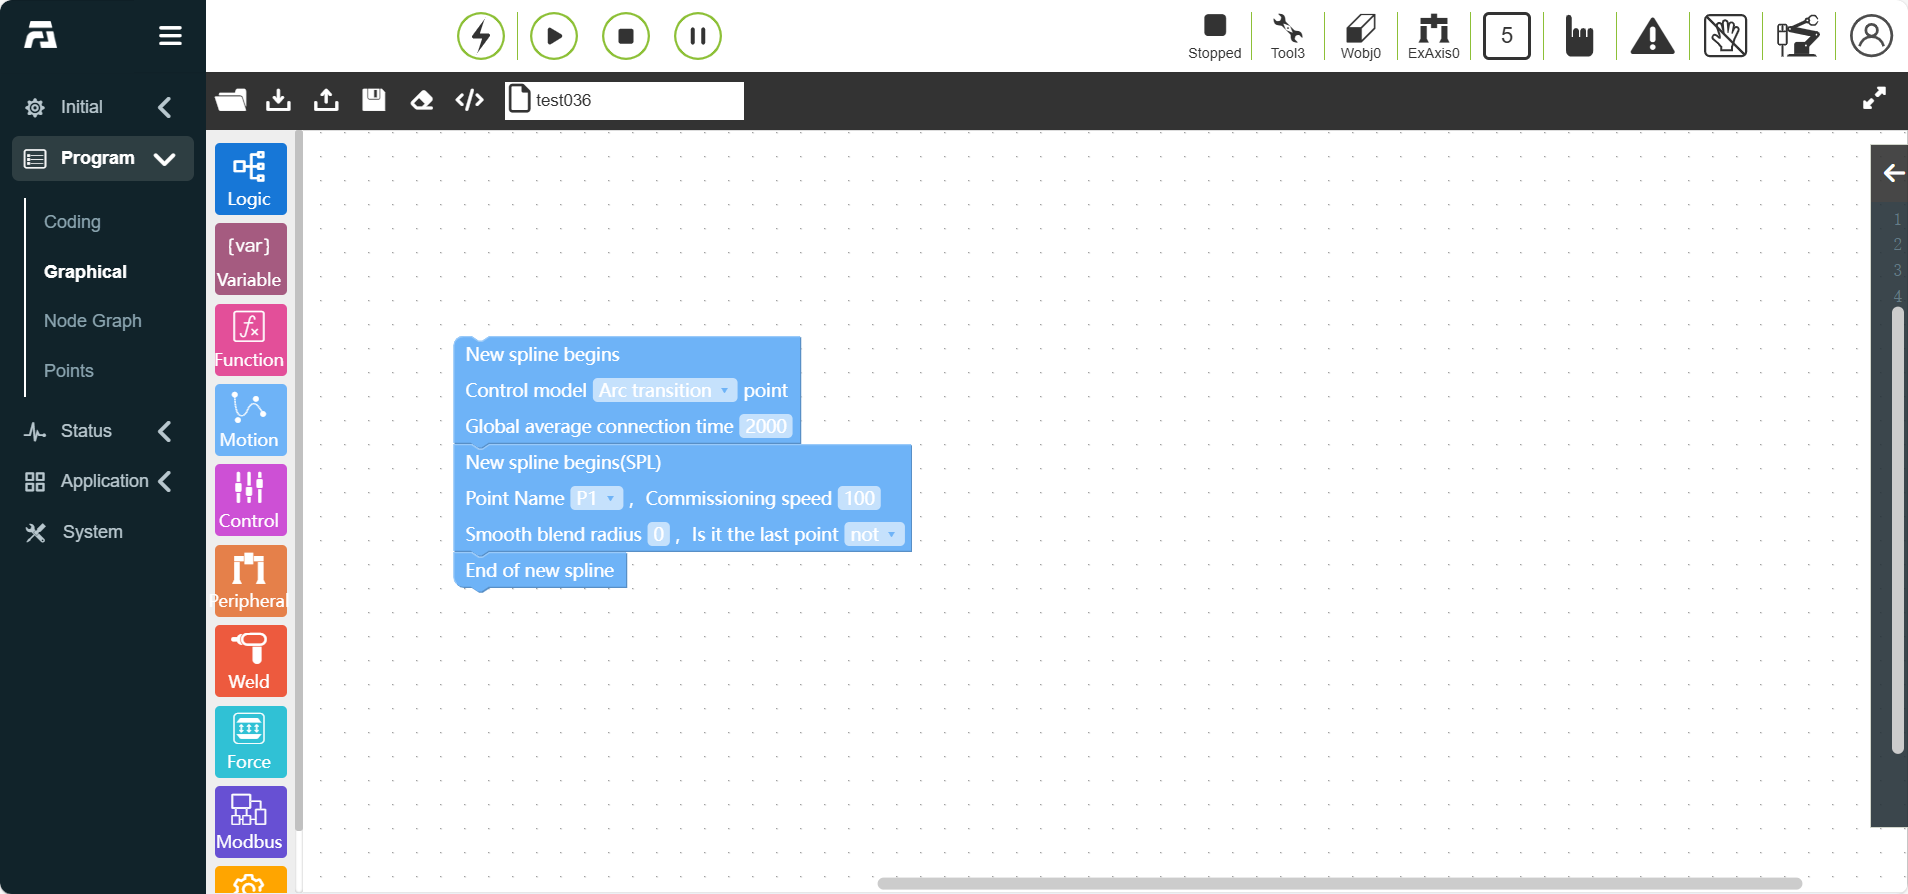 Stopped
Tool3
Wobj0
ExAxis0
5
test036
Initial
Program
Coding
Graphical
Node Graph
Points
Status
Application
System
Logic
{var}
Variable
fx
Function
Motion
Control
Peripheral
Weld
Force
Modbus
New spline begins
Control model Arc transition point
Global average connection time 2000
New spline begins(SPL)
Point Name P1 , Commissioning speed 100
Smooth blend radius 0 , Is it the last point not
End of new spline
1
2
3
4